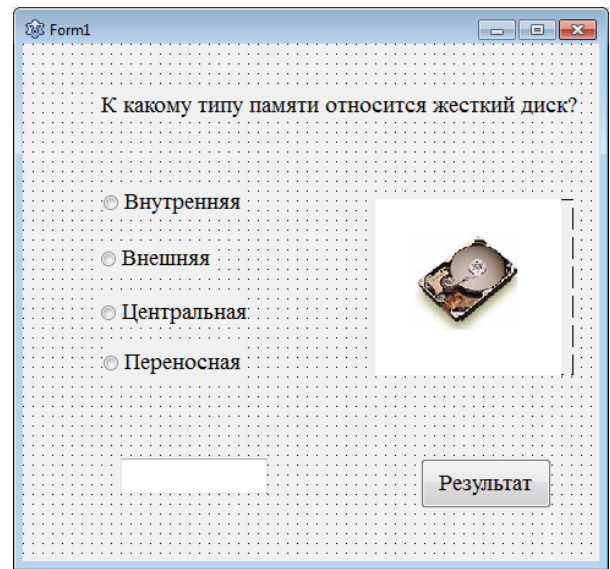 Form1
К какому типу памяти относится жесткий диск?
Внутренняя
Внешняя
Центральная
Переносная
Результат